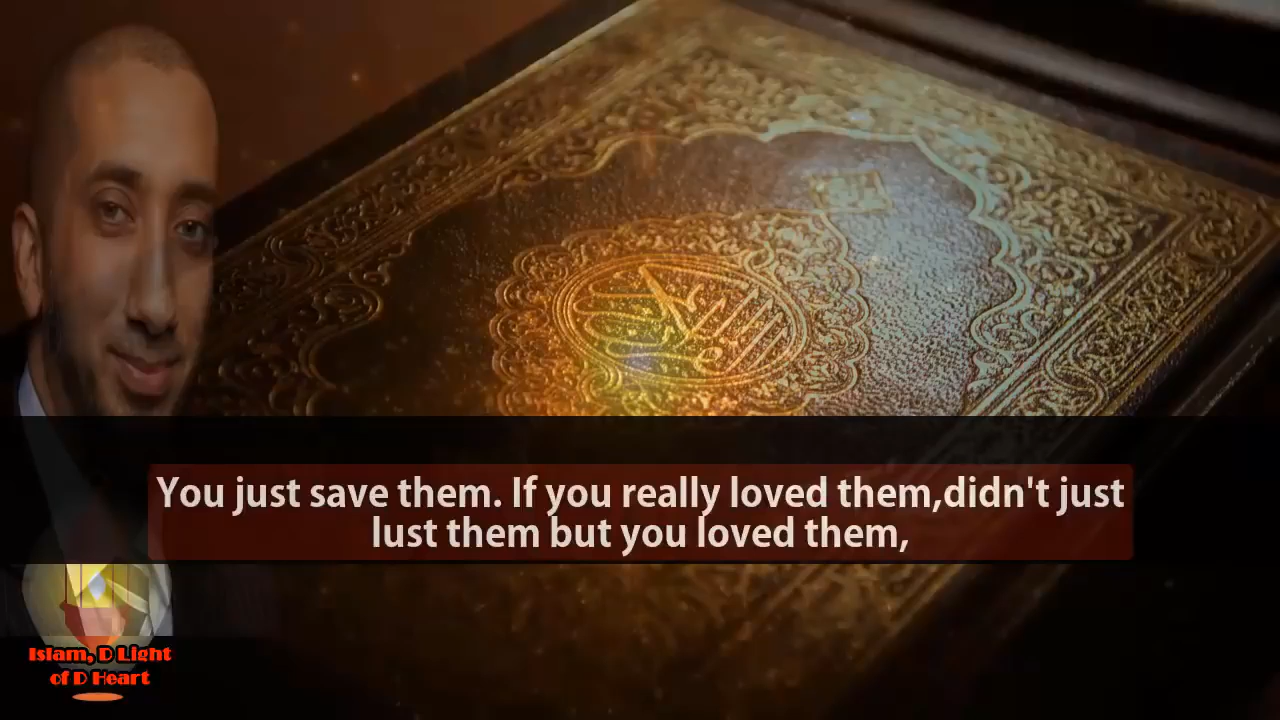 You just save them. If you really loved them,didn't just
lust them but you loved them,
Islam, D Light
of D Heart